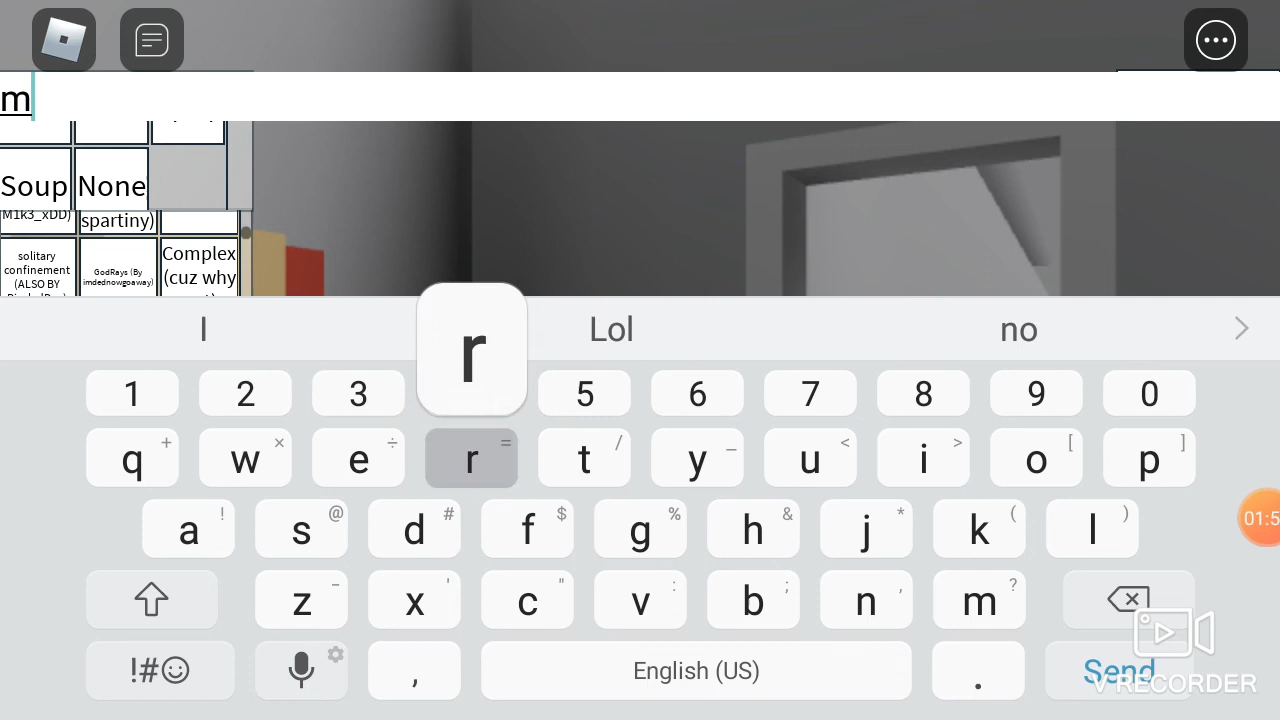 m
Soup None
M1k3_xDD) spartiny)
solitary confinement (ALSO BY
GodRays (By imdednowgoaway)
Complex (cuz why
I Lol no
r
1 2 3 5 6 7 8 9 0
q + w × e ÷ r = t / y _ u < i > o [ p ]
a ! s @ d # f $ g % h & j * k ( l )
z - x ' c " v : b ; n , m ?
01:5
!#☺ , English (US) . Send
V RECORDER